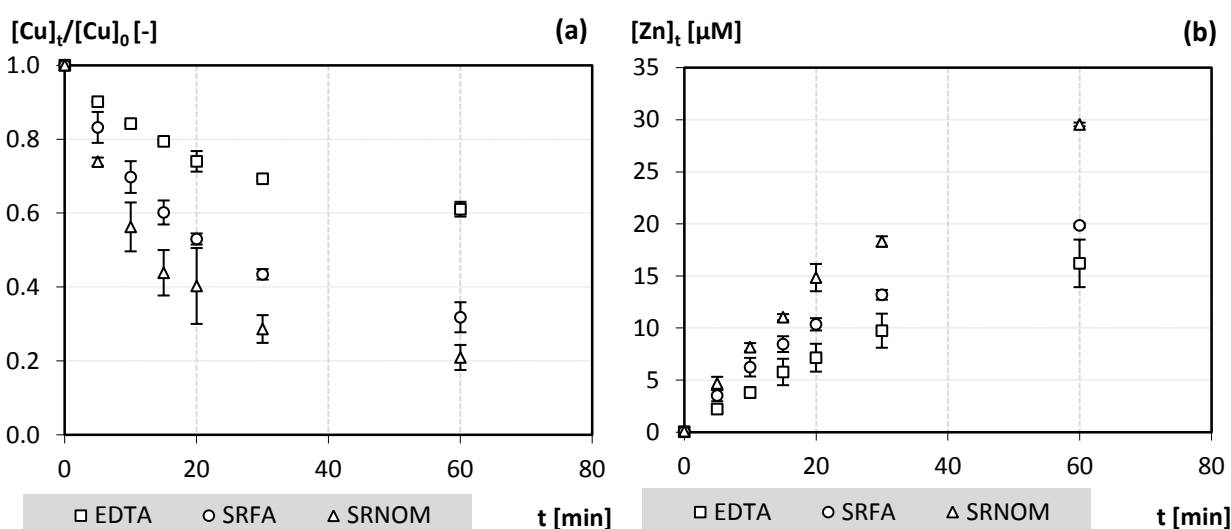 [Cu]t/[Cu]0 [-] (a)
1.0
0.8
0.6
0.4
0.2
0.0
0 20 40 60 80
□ EDTA ○ SRFA △ SRNOM t [min]
[Zn]t [µM] (b)
35
30
25
20
15
10
5
0
0 20 40 60 80
□ EDTA ○ SRFA △ SRNOM t [min]